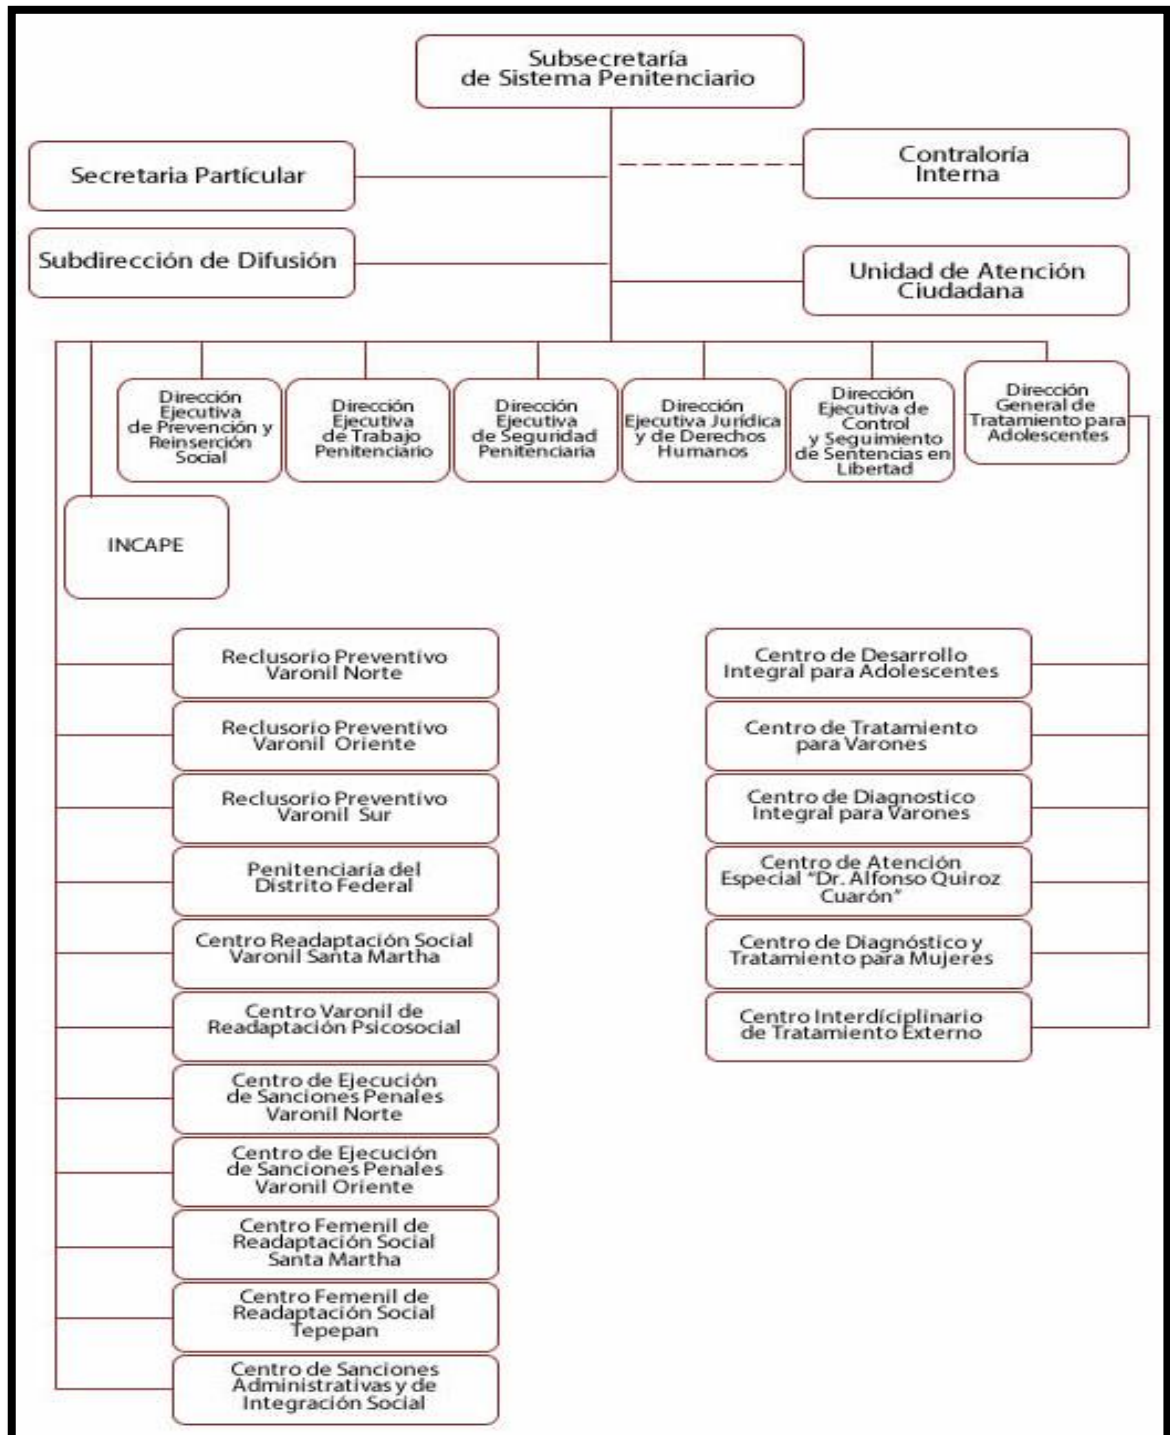 Subsecretaría
de Sistema Penitenciario
Secretaria Partícular
Contraloría
Interna
Subdirección de Difusión
Unidad de Atención
Ciudadana
Dirección
Ejecutiva
de Prevención y
Reinserción
Social
Dirección
Ejecutiva
de Trabajo
Penitenciario
Dirección
Ejecutiva
de Seguridad
Penitenciaria
Dirección
Ejecutiva Jurídica
y de Derechos
Humanos
Dirección
Ejecutiva de
Control
y Seguimiento
de Sentencias en
Libertad
Dirección
General de
Tratamiento para
Adolescentes
INCAPE
Reclusorio Preventivo
Varonil Norte
Reclusorio Preventivo
Varonil Oriente
Reclusorio Preventivo
Varonil Sur
Penitenciaría del
Distrito Federal
Centro Readaptación Social
Varonil Santa Martha
Centro Varonil de
Readaptación Psicosocial
Centro de Ejecución
de Sanciones Penales
Varonil Norte
Centro de Ejecución
de Sanciones Penales
Varonil Oriente
Centro Femenil de
Readaptación Social
Santa Martha
Centro Femenil de
Readaptación Social
Tepepan
Centro de Sanciones
Administrativas y de
Integración Social
Centro de Desarrollo
Integral para Adolescentes
Centro de Tratamiento
para Varones
Centro de Diagnostico
Integral para Varones
Centro de Atención
Especial "Dr. Alfonso Quiroz
Cuarón"
Centro de Diagnóstico y
Tratamiento para Mujeres
Centro Interdíciplinario
de Tratamiento Externo